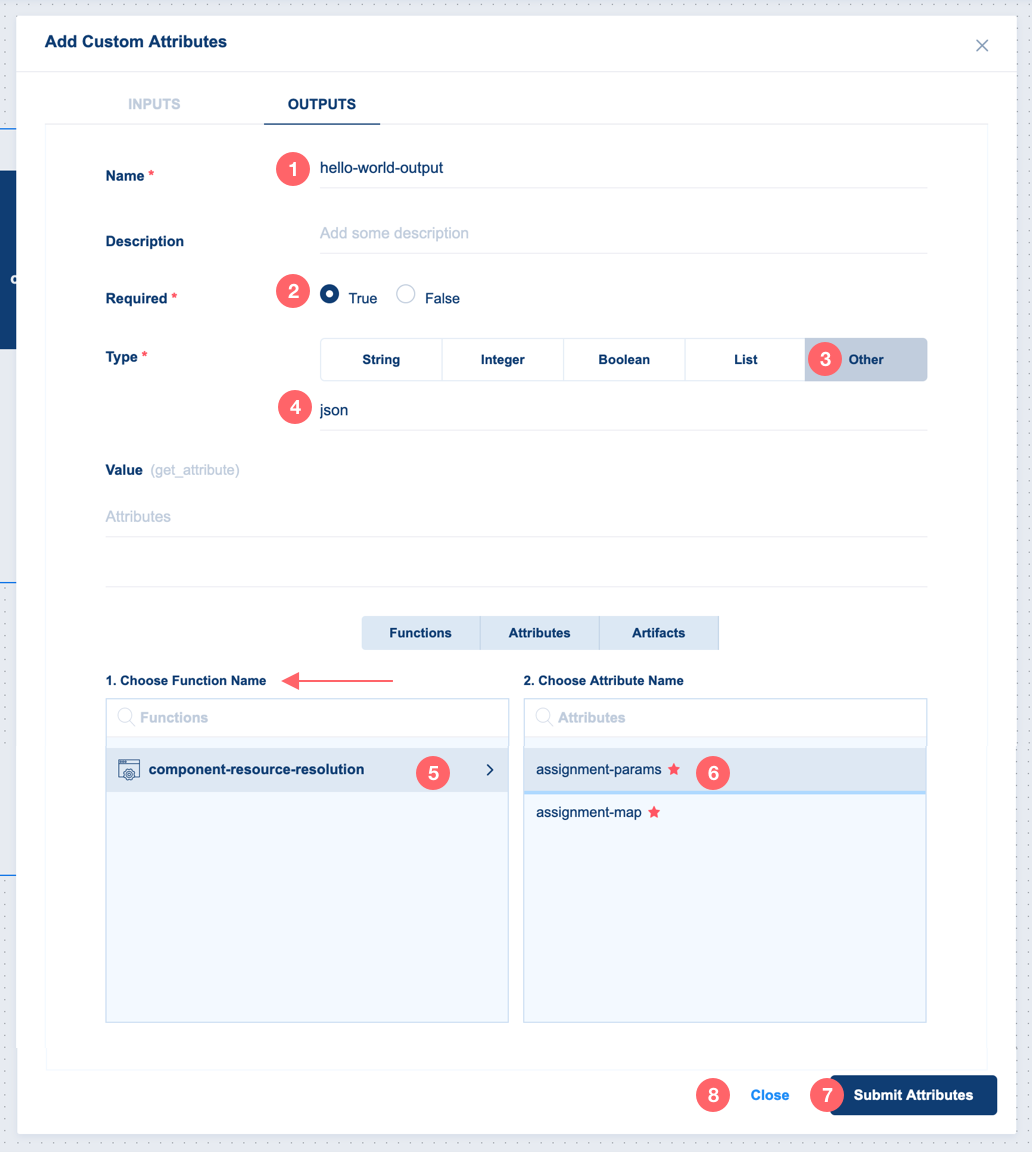 Add Custom Attributes
INPUTS OUTPUTS
Name * 1 hello-world-output
Description Add some description
Required * 2 True False
Type * String Integer Boolean List 3 Other
4 json
Value (get_attribute)
Attributes
Functions Attributes Artifacts
1. Choose Function Name 2. Choose Attribute Name
Functions Attributes
component-resource-resolution 5 assignment-params 6
assignment-map
8 Close 7 Submit Attributes